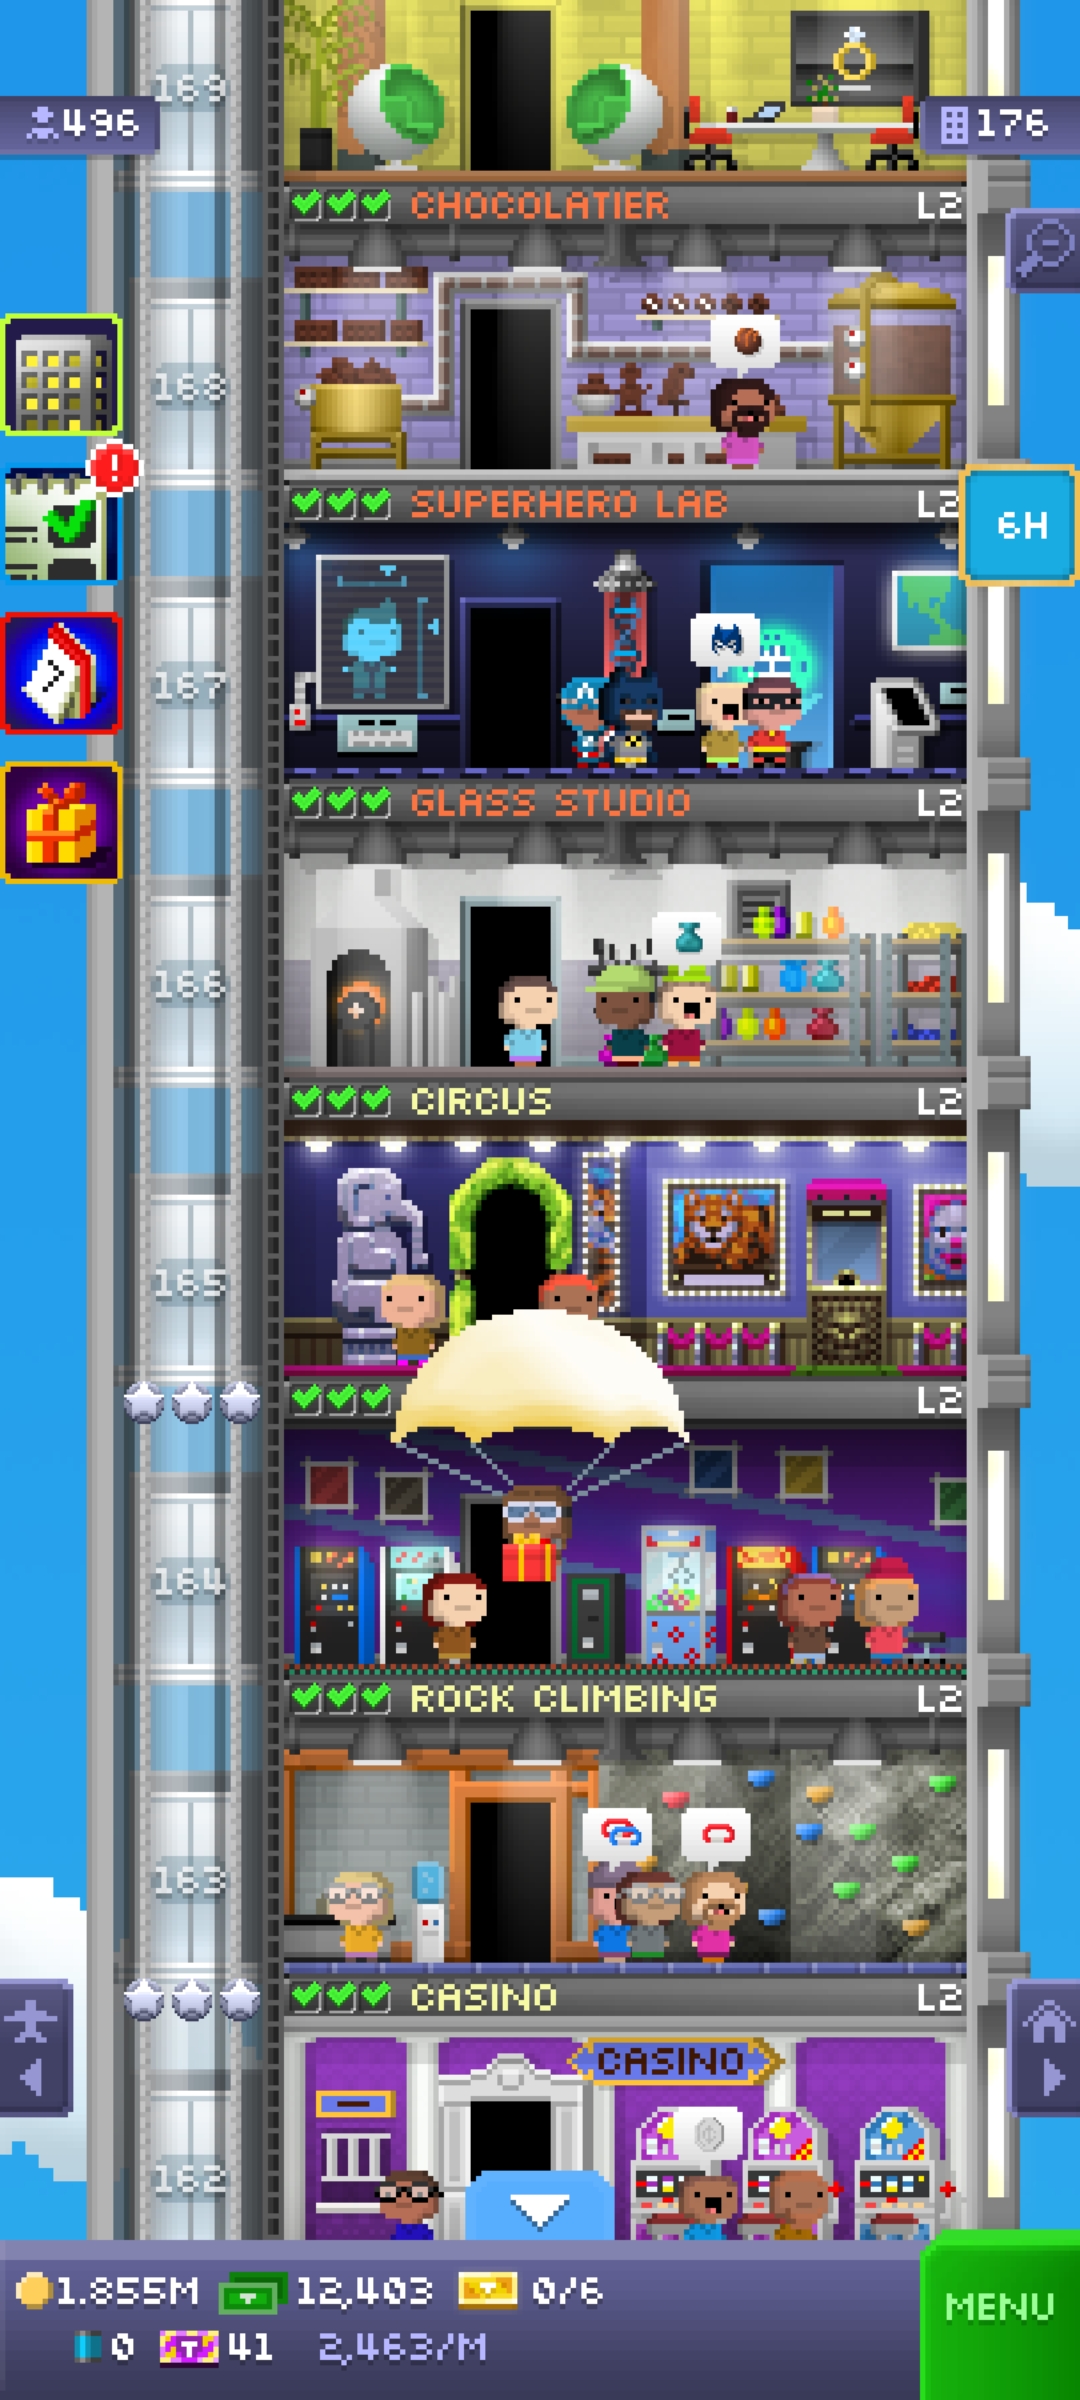 169
496
176
CHOCOLATIER L2
168
SUPERHERO LAB L2
6H
7
167
GLASS STUDIO L2
166
CIRCUS L2
165
L2
164
ROCK CLIMBING L2
163
CASINO L2
CASINO
162
1.855M 12,403 0/6
MENU
0 T 41 2,463/M